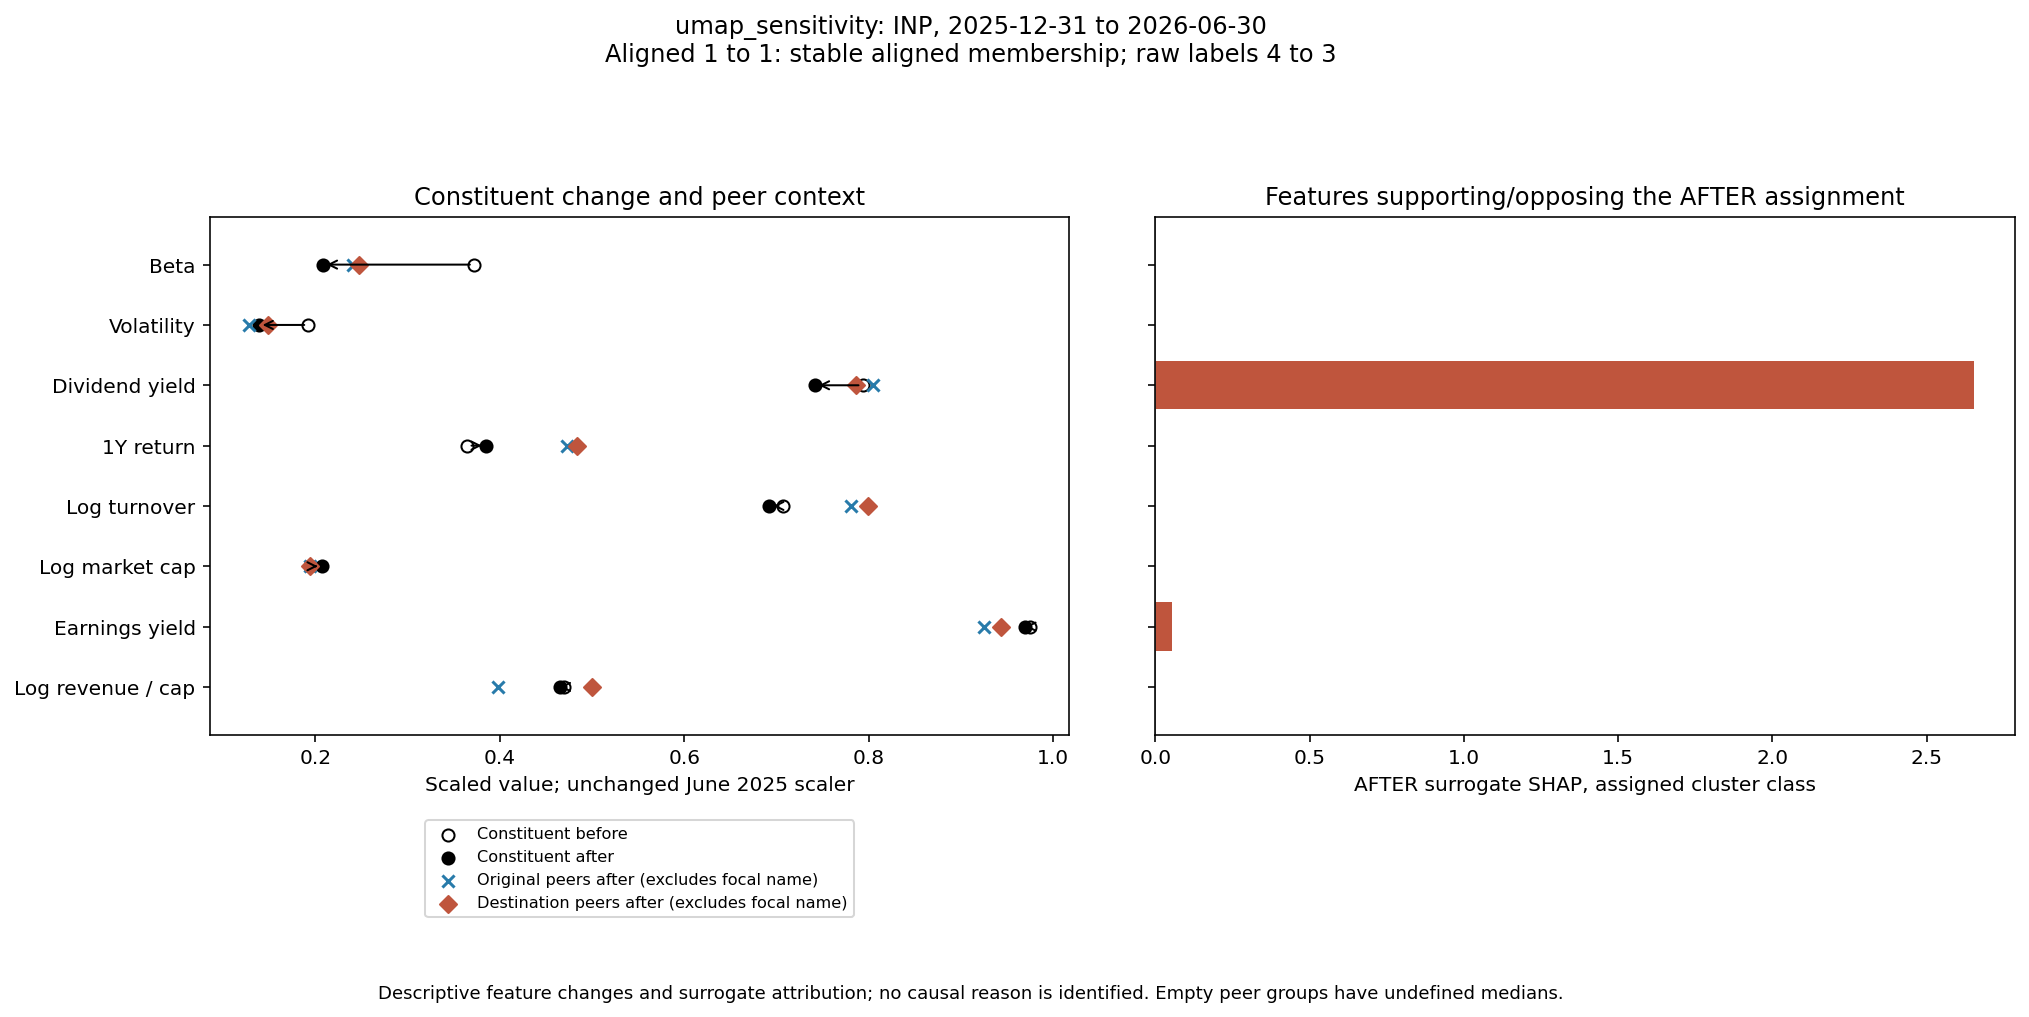 umap_sensitivity: INP, 2025-12-31 to 2026-06-30
Aligned 1 to 1: stable aligned membership; raw labels 4 to 3
Constituent change and peer context
Beta
Volatility
Dividend yield
1Y return
Log turnover
Log market cap
Earnings yield
Log revenue / cap
0.2 0.4 0.6 0.8 1.0
Scaled value; unchanged June 2025 scaler
Constituent before
Constituent after
Original peers after (excludes focal name)
Destination peers after (excludes focal name)
Features supporting/opposing the AFTER assignment
0.0 0.5 1.0 1.5 2.0 2.5
AFTER surrogate SHAP, assigned cluster class
Descriptive feature changes and surrogate attribution; no causal reason is identified. Empty peer groups have undefined medians.